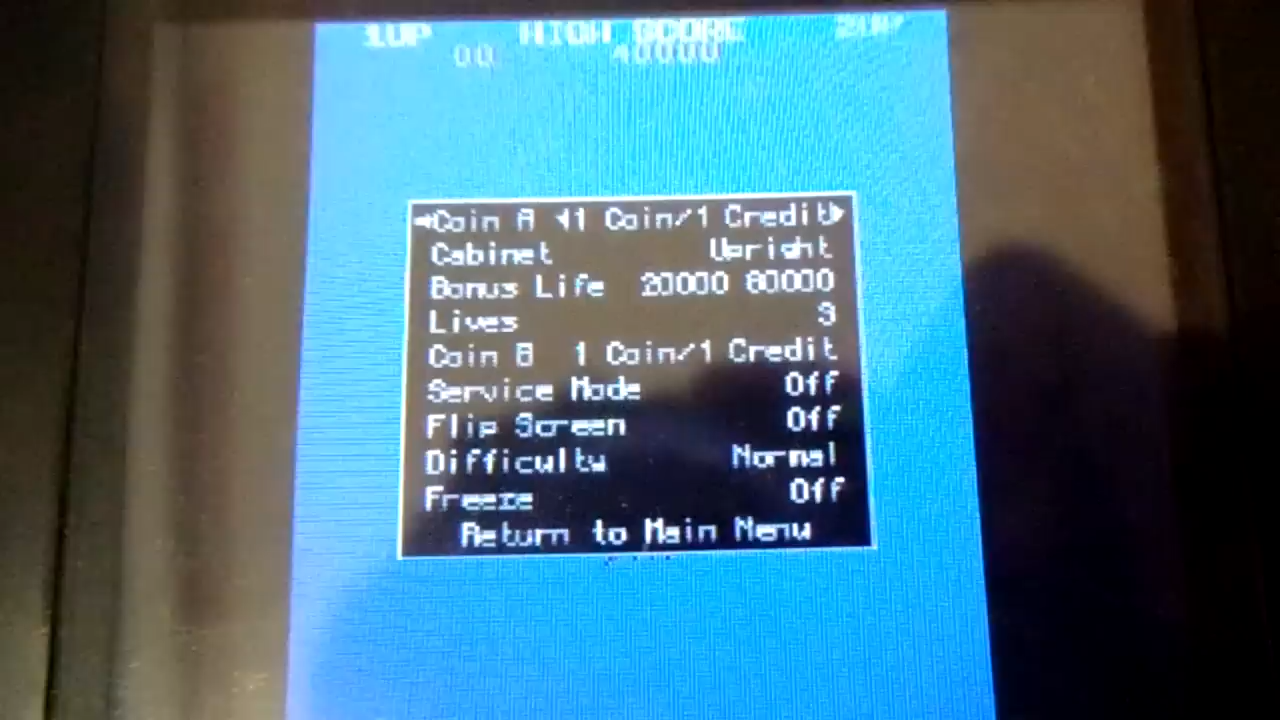 1UP HIGH SCORE 2UP
00 40000
Coin A 1 Coin/1 Credit
Cabinet Upright
Bonus Life 20000 80000
Lives 3
Coin B 1 Coin/1 Credit
Service Mode Off
Flip Screen Off
Difficulty Normal
Freeze Off
Return to Main Menu